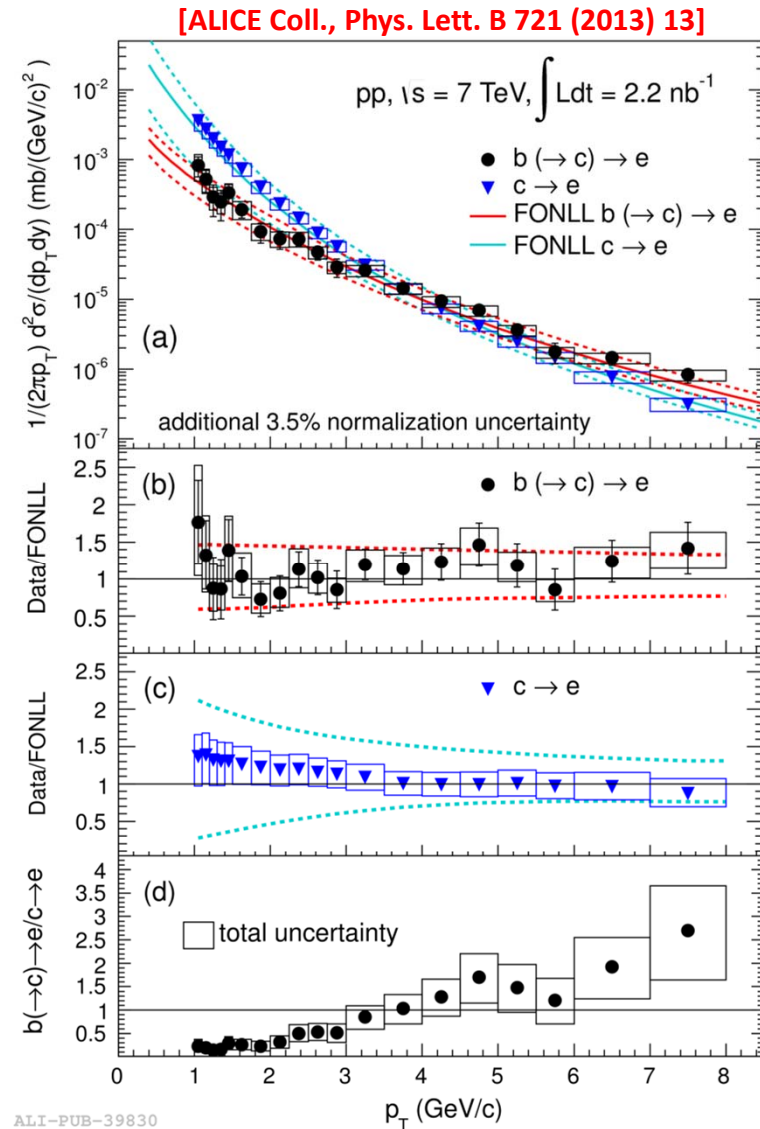 [ALICE Coll., Phys. Lett. B 721 (2013) 13]
1/(2πp_T) d²σ/(dp_Tdy) (mb/(GeV/c)²)
10⁻²
10⁻³
10⁻⁴
10⁻⁵
10⁻⁶
10⁻⁷
pp, √s = 7 TeV, ∫ Ldt = 2.2 nb⁻¹
b (→ c) → e
c → e
FONLL b (→ c) → e
FONLL c → e
(a)
additional 3.5% normalization uncertainty
Data/FONLL
2.5
2
1.5
1
0.5
(b)
b (→ c) → e
Data/FONLL
2.5
2
1.5
1
0.5
(c)
c → e
b(→c)→e/c→e
4
3.5
3
2.5
2
1.5
1
0.5
(d)
total uncertainty
0 1 2 3 4 5 6 7 8
p_T (GeV/c)
ALI-PUB-39830